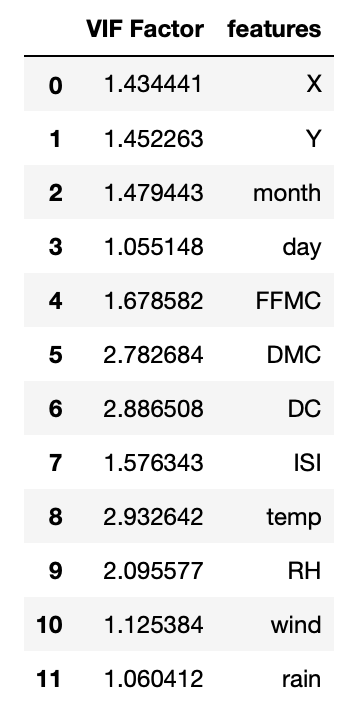 VIF Factor features
0 1.434441 X
1 1.452263 Y
2 1.479443 month
3 1.055148 day
4 1.678582 FFMC
5 2.782684 DMC
6 2.886508 DC
7 1.576343 ISI
8 2.932642 temp
9 2.095577 RH
10 1.125384 wind
11 1.060412 rain